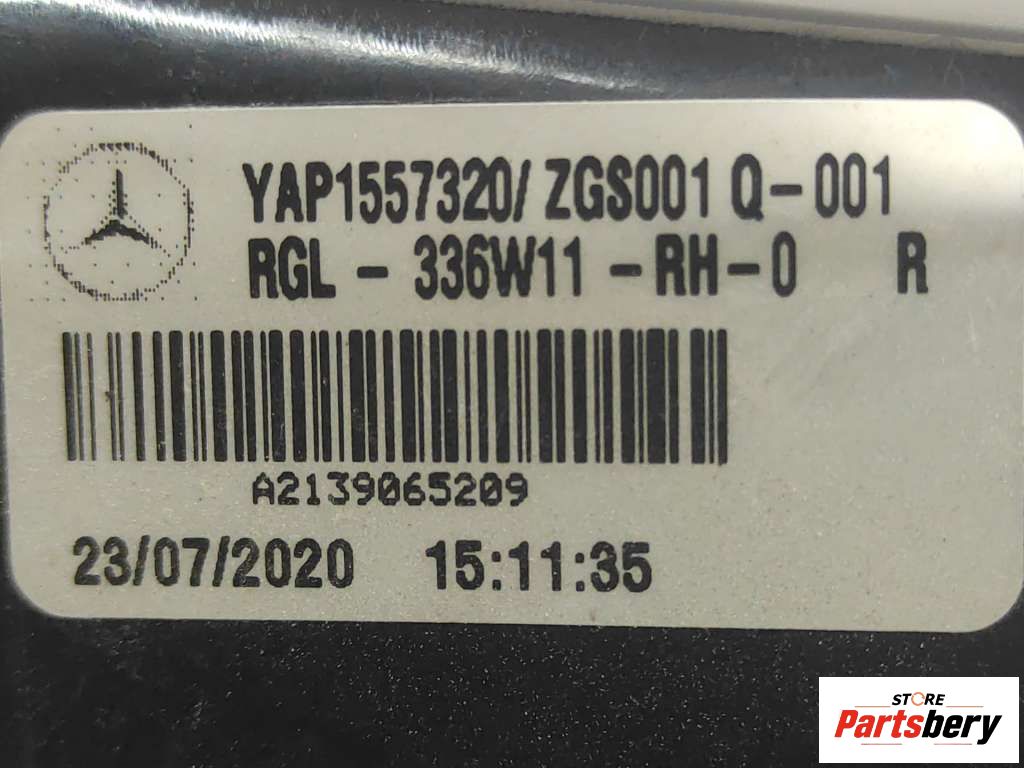 YAP1557320/ ZGS001 Q-001
RGL - 336W11 -RH-0 R
A2139065209
23/07/2020 15:11:35
STORE
Partsbery